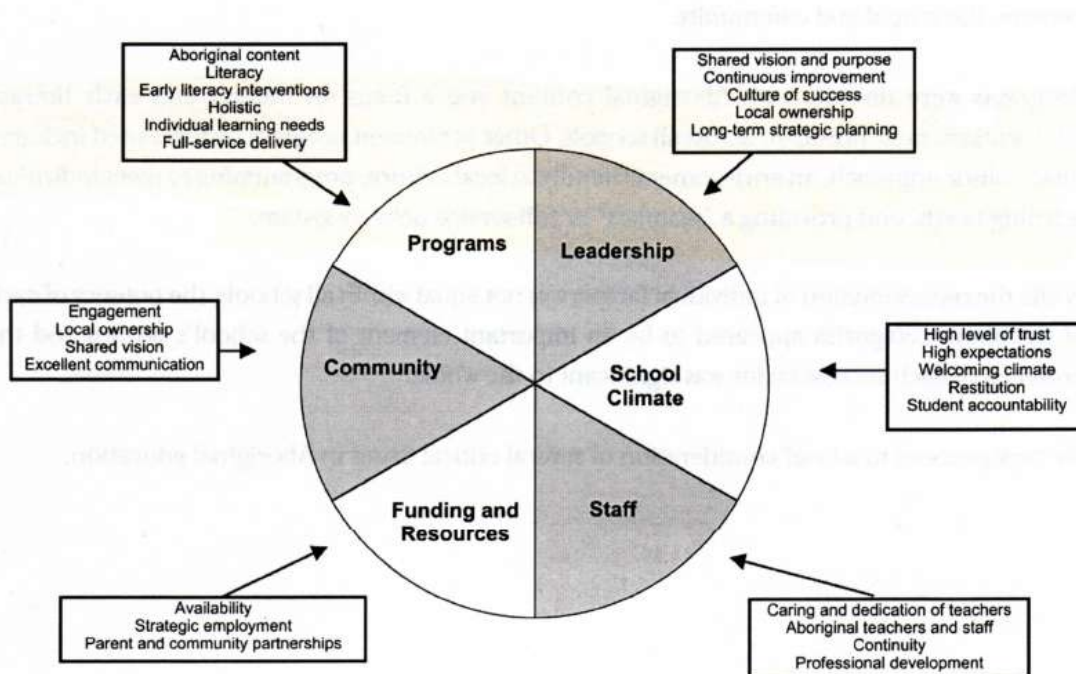 Aboriginal content
Literacy
Early literacy interventions
Holistic
Individual learning needs
Full-service delivery
Shared vision and purpose
Continuous improvement
Culture of success
Local ownership
Long-term strategic planning
Programs
Leadership
Engagement
Local ownership
Shared vision
Excellent communication
Community
School
Climate
High level of trust
High expectations
Welcoming climate
Restitution
Student accountability
Funding and
Resources
Staff
Availability
Strategic employment
Parent and community partnerships
Caring and dedication of teachers
Aboriginal teachers and staff
Continuity
Professional development